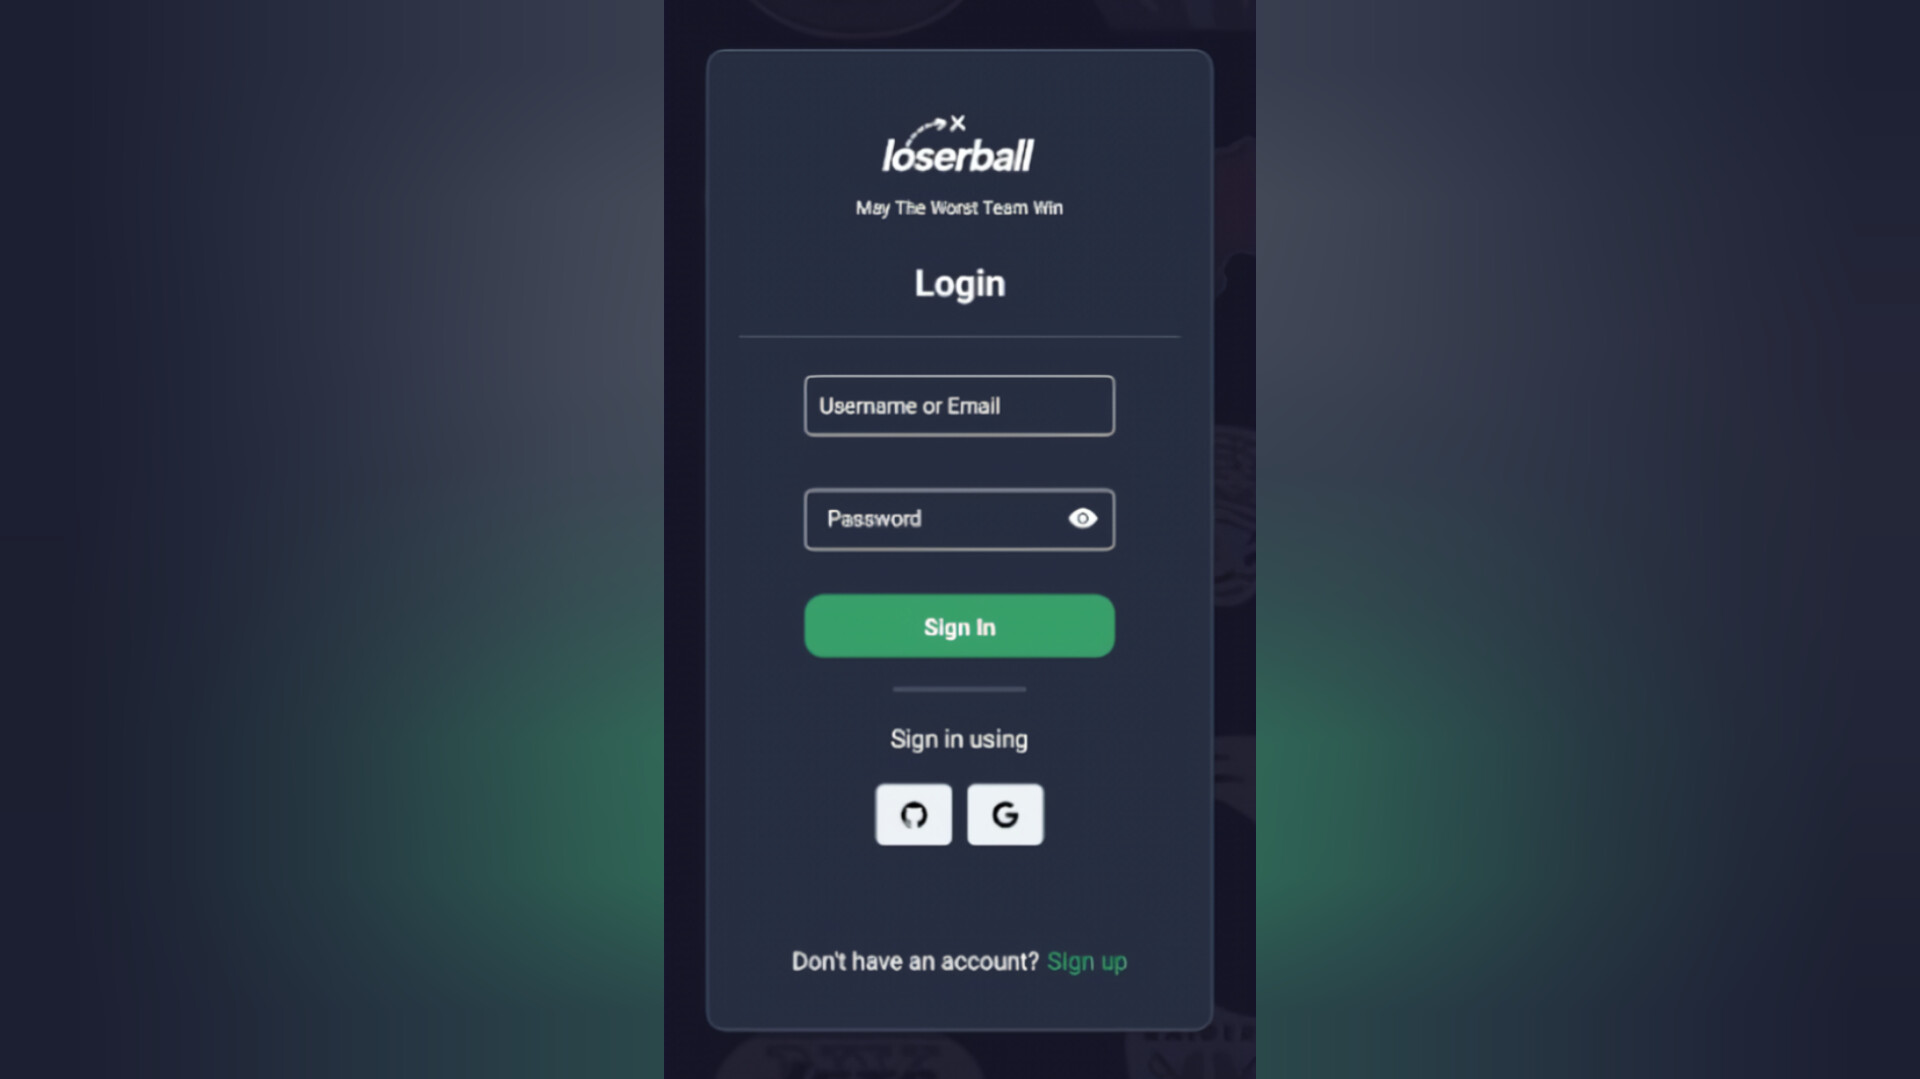 loserball
May The Worst Team Win
Login
Username or Email
Password
Sign In
Sign in using
Don't have an account? Sign up